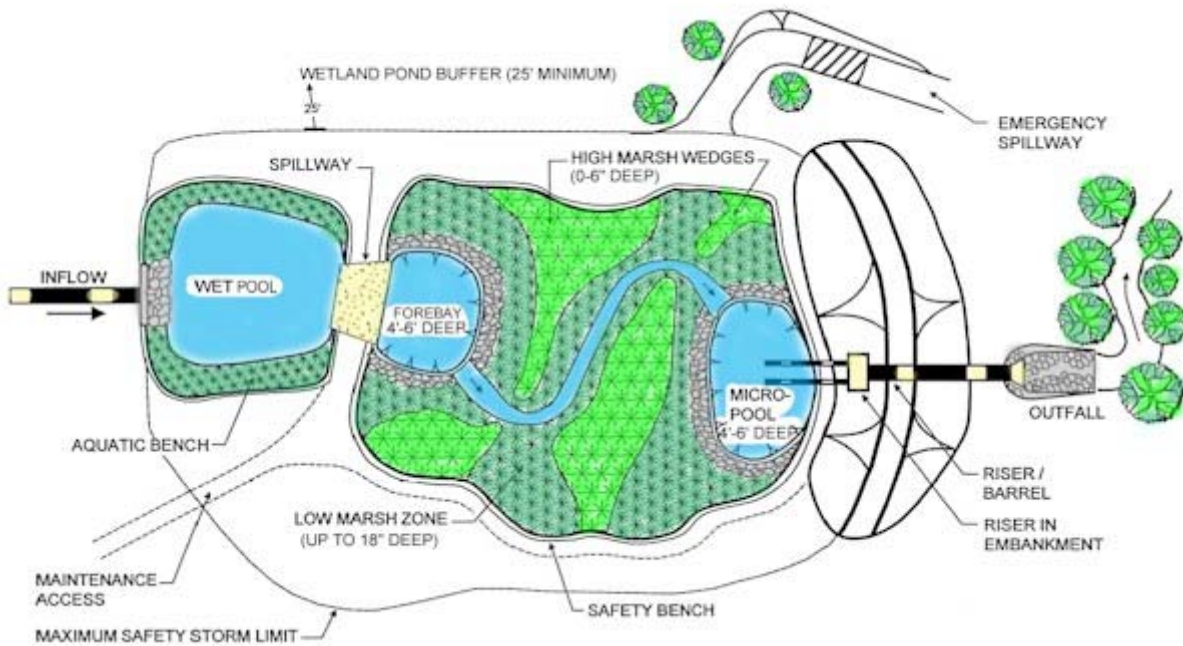 WETLAND POND BUFFER (25' MINIMUM)
25'
EMERGENCY
SPILLWAY
SPILLWAY
HIGH MARSH WEDGES
(0-6" DEEP)
INFLOW
WET POOL
FOREBAY
4'-6' DEEP
MICRO-
POOL
4'-6' DEEP
OUTFALL
AQUATIC BENCH
RISER /
BARREL
LOW MARSH ZONE
(UP TO 18" DEEP)
RISER IN
EMBANKMENT
MAINTENANCE
ACCESS
SAFETY BENCH
MAXIMUM SAFETY STORM LIMIT